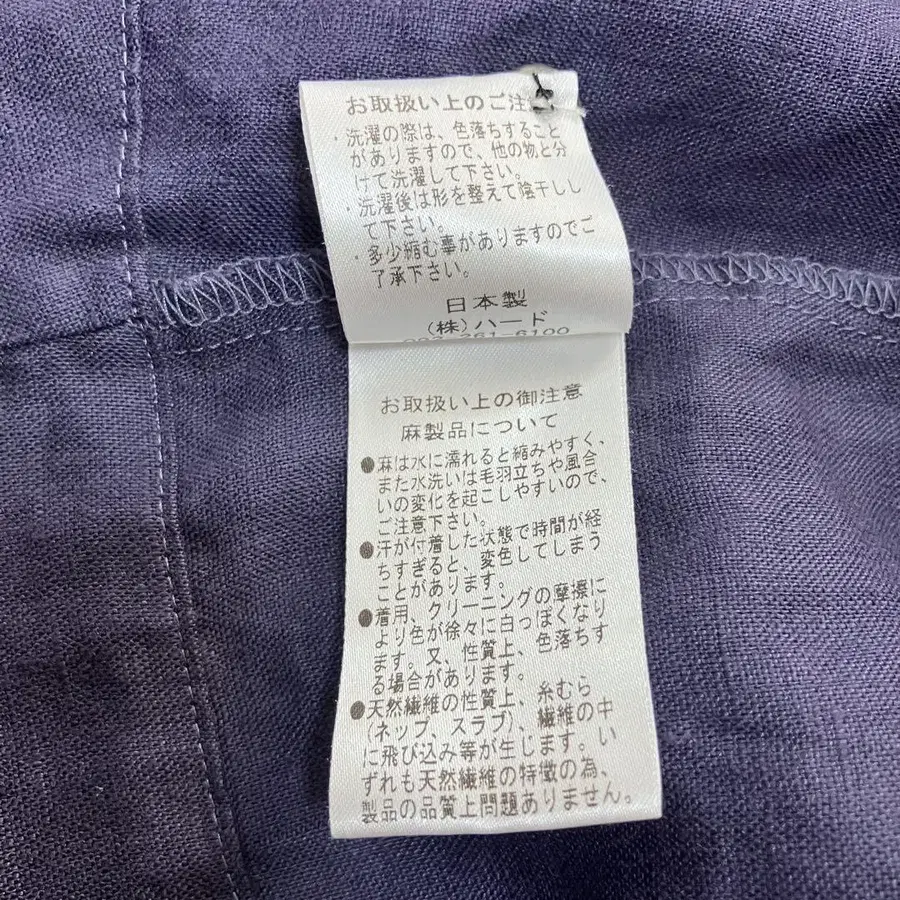 お取扱い上のご注意
・洗濯の際は、色落ちすること
がありますので、他の物と分
けて洗濯して下さい。
・洗濯後は形を整えて陰干しし
て下さい。
・多少縮む事がありますのでご
了承下さい。
日本製
(株)ハード
092-261-6100
お取扱い上の御注意
麻製品について
●麻は水に濡れると縮みやすく、
また水洗いは毛羽立ちや風合
いの変化を起こしやすいので、
ご注意下さい。
●汗が付着した状態で時間が経
ちすぎると、変色してしまう
ことがあります。
●着用、クリーニングの摩擦に
より色が徐々に白っぽくなり
ます。又、性質上、色落ちす
る場合があります。
●天然繊維の性質上、糸むら
(ネップ、スラブ)、繊維の中
に飛び込み等が生じます。い
ずれも天然繊維の特徴の為、
製品の品質上問題ありません。